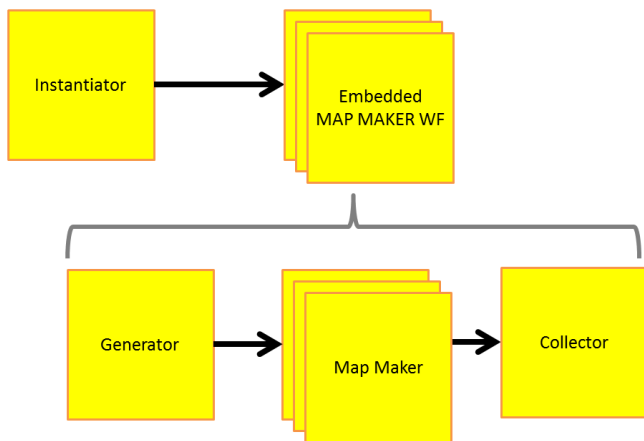 Instantiator
Embedded
MAP MAKER WF
Generator
Map Maker
Collector